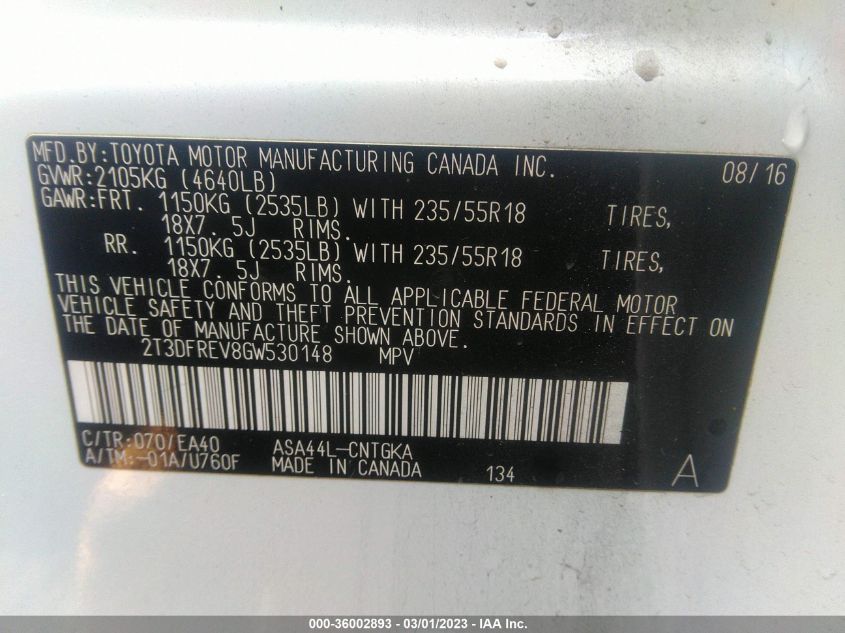 MFD.BY:TOYOTA MOTOR MANUFACTURING CANADA INC. 08/16
GVWR:2105KG (4640LB)
GAWR:FRT. 1150KG (2535LB) WITH 235/55R18 TIRES,
18X7. 5J RIMS.
RR. 1150KG (2535LB) WITH 235/55R18 TIRES,
18X7. 5J RIMS.
THIS VEHICLE CONFORMS TO ALL APPLICABLE FEDERAL MOTOR
VEHICLE SAFETY AND THEFT PREVENTION STANDARDS IN EFFECT ON
THE DATE OF MANUFACTURE SHOWN ABOVE.
2T3DFREV8GW530148 MPV
C/TR:070/EA40 ASA44L-CNTGKA
A/TM:-01A/U760F MADE IN CANADA 134 A
000-36002893 - 03/01/2023 - IAA Inc.